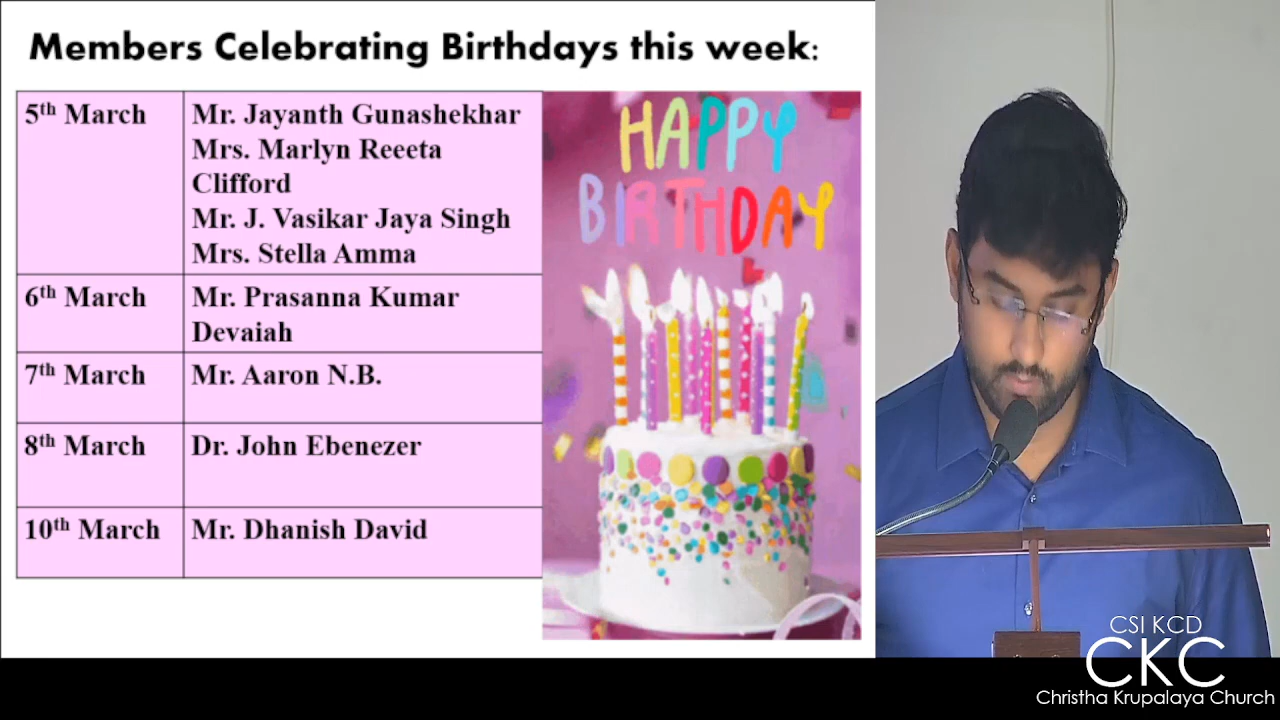 Members Celebrating Birthdays this week:
5th March
Mr. Jayanth Gunashekhar
Mrs. Marlyn Reeeta
Clifford
Mr. J. Vasikar Jaya Singh
Mrs. Stella Amma
6th March
Mr. Prasanna Kumar
Devaiah
7th March
Mr. Aaron N.B.
8th March
Dr. John Ebenezer
10th March
Mr. Dhanish David
HAPPY
BIRTHDAY
CSI KCD
CKC
Christha Krupalaya Church